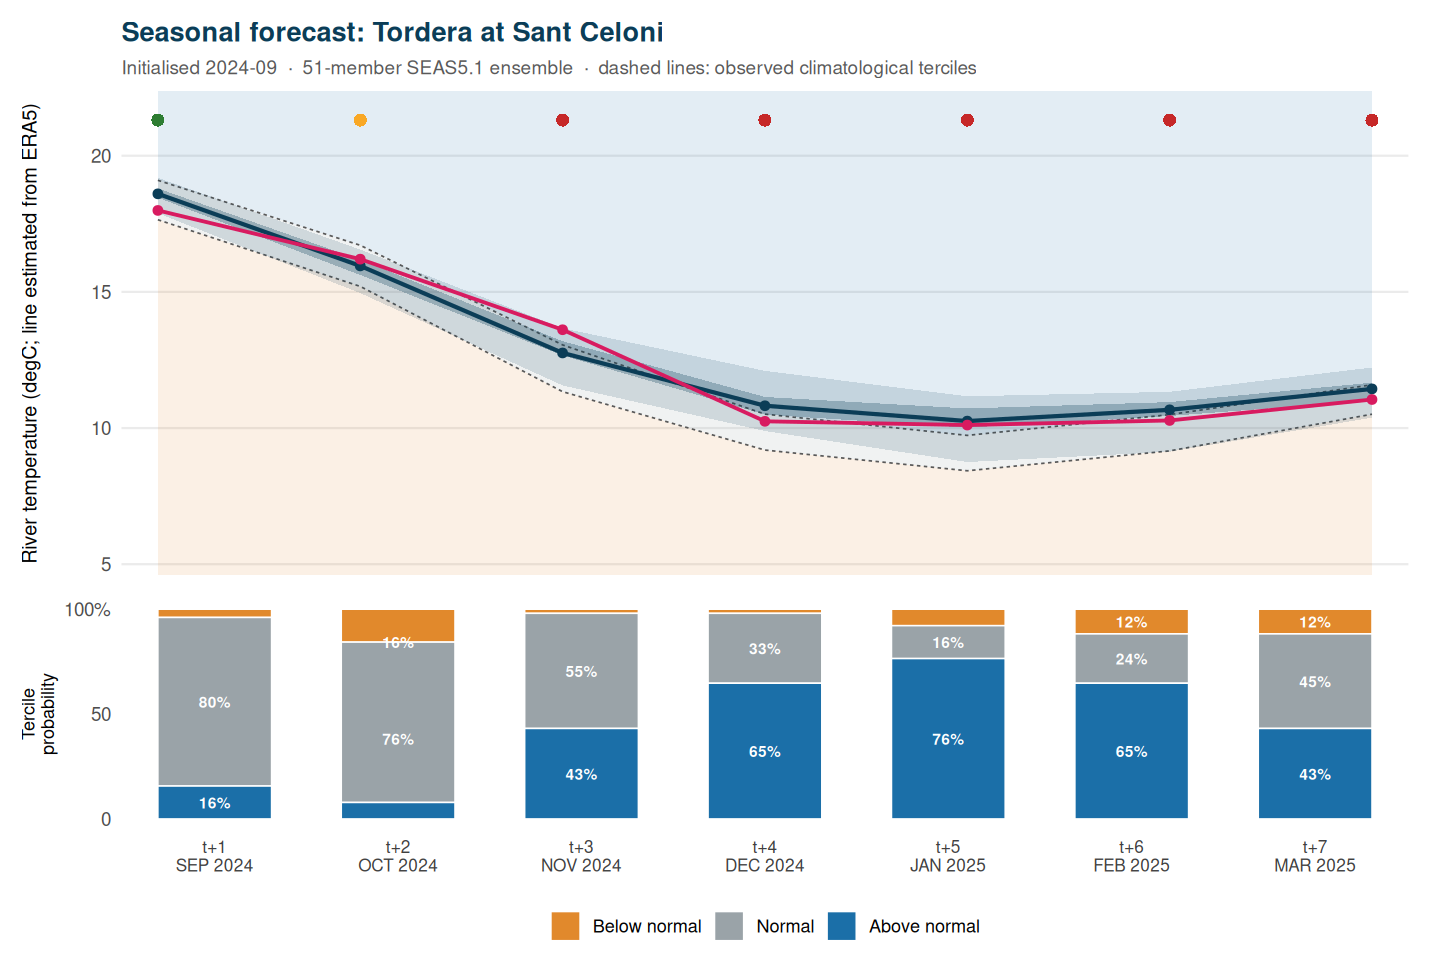 Seasonal forecast: Tordera at Sant Celoni
Initialised 2024-09 · 51-member SEAS5.1 ensemble · dashed lines: observed climatological terciles
River temperature (degC; line estimated from ERA5)
20
15
10
5
Tercile
probability
100%
50
0
80%
16%
16%
76%
55%
43%
33%
65%
16%
76%
12%
24%
65%
12%
45%
43%
t+1
SEP 2024
t+2
OCT 2024
t+3
NOV 2024
t+4
DEC 2024
t+5
JAN 2025
t+6
FEB 2025
t+7
MAR 2025
Below normal
Normal
Above normal